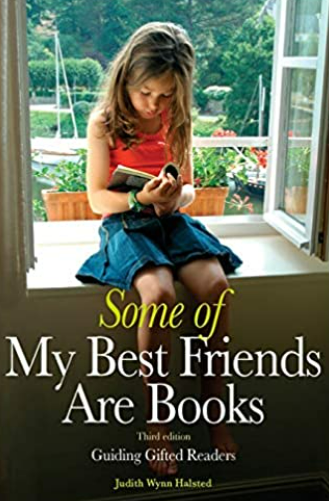 Some of
My Best Friends
Are Books
Third edition
Guiding Gifted Readers
Judith Wynn Halsted